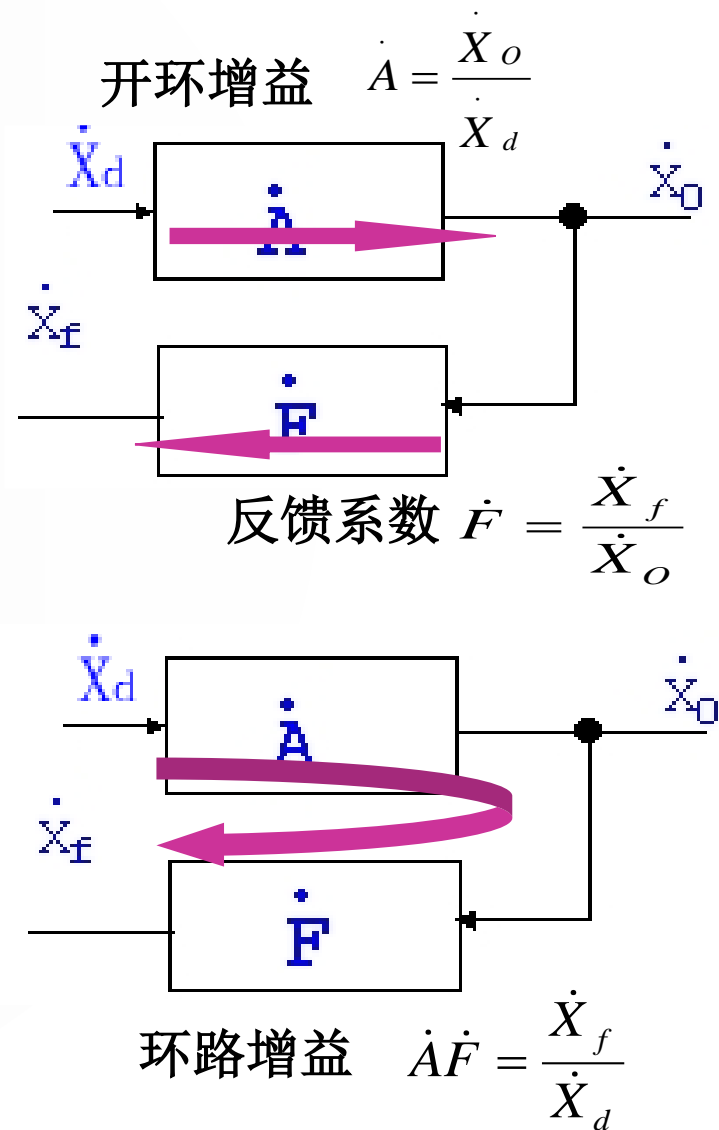 开环增益 Ȧ = Ẋo / Ẋd
Ẋd Ȧ Ẋo
Ẋf Ḟ
反馈系数 Ḟ = Ẋf / Ẋo
Ẋd Ȧ Ẋo
Ẋf Ḟ
环路增益 ȦḞ = Ẋf / Ẋd